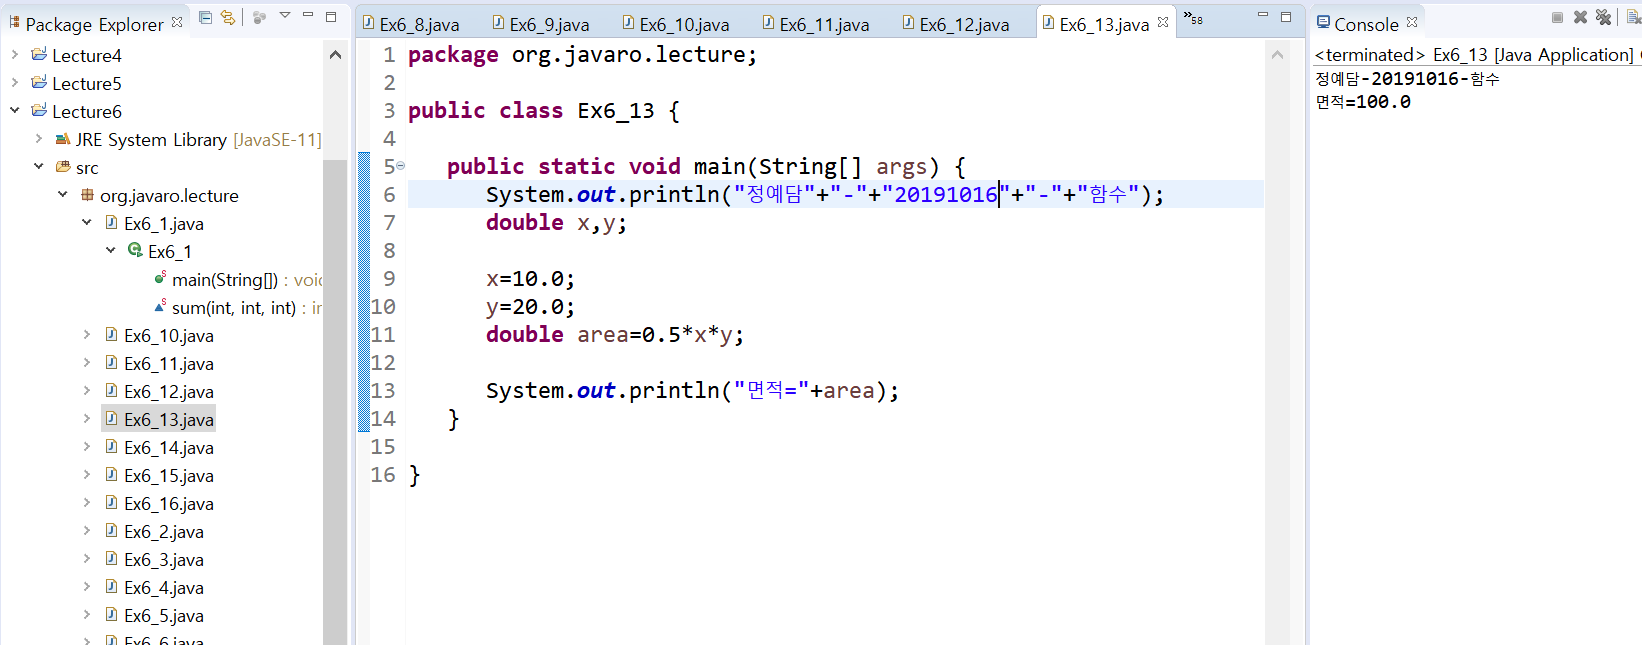 Package Explorer
Lecture4
Lecture5
Lecture6
JRE System Library [JavaSE-11]
src
org.javaro.lecture
Ex6_1.java
Ex6_1
main(String[]) : voic
sum(int, int, int) : ir
Ex6_10.java
Ex6_11.java
Ex6_12.java
Ex6_13.java
Ex6_14.java
Ex6_15.java
Ex6_16.java
Ex6_2.java
Ex6_3.java
Ex6_4.java
Ex6_5.java
Ex6_6.java
Ex6_8.java Ex6_9.java Ex6_10.java Ex6_11.java Ex6_12.java Ex6_13.java »58
1 package org.javaro.lecture;
2
3 public class Ex6_13 {
4
5 public static void main(String[] args) {
6 System.out.println("정예담"+"-"+"20191016"+"-"+"함수");
7 double x,y;
8
9 x=10.0;
10 y=20.0;
11 double area=0.5*x*y;
12
13 System.out.println("면적="+area);
14 }
15
16 }
Console
<terminated> Ex6_13 [Java Application]
정예담-20191016-함수
면적=100.0